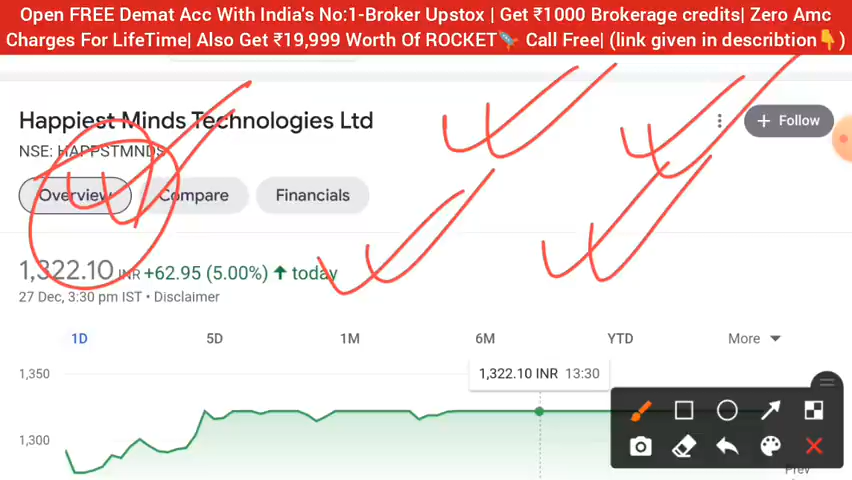 Open FREE Demat Acc With India's No:1-Broker Upstox | Get ₹1000 Brokerage credits| Zero Amc
Charges For LifeTime| Also Get ₹19,999 Worth Of ROCKET🚀 Call Free| (link given in describtion👇)
Happiest Minds Technologies Ltd
NSE: HAPPSTMNDS
+ Follow
Overview Compare Financials
1,322.10 INR +62.95 (5.00%) ↑ today
27 Dec, 3:30 pm IST • Disclaimer
1D 5D 1M 6M YTD More
1,350
1,322.10 INR 13:30
1,300
Prev